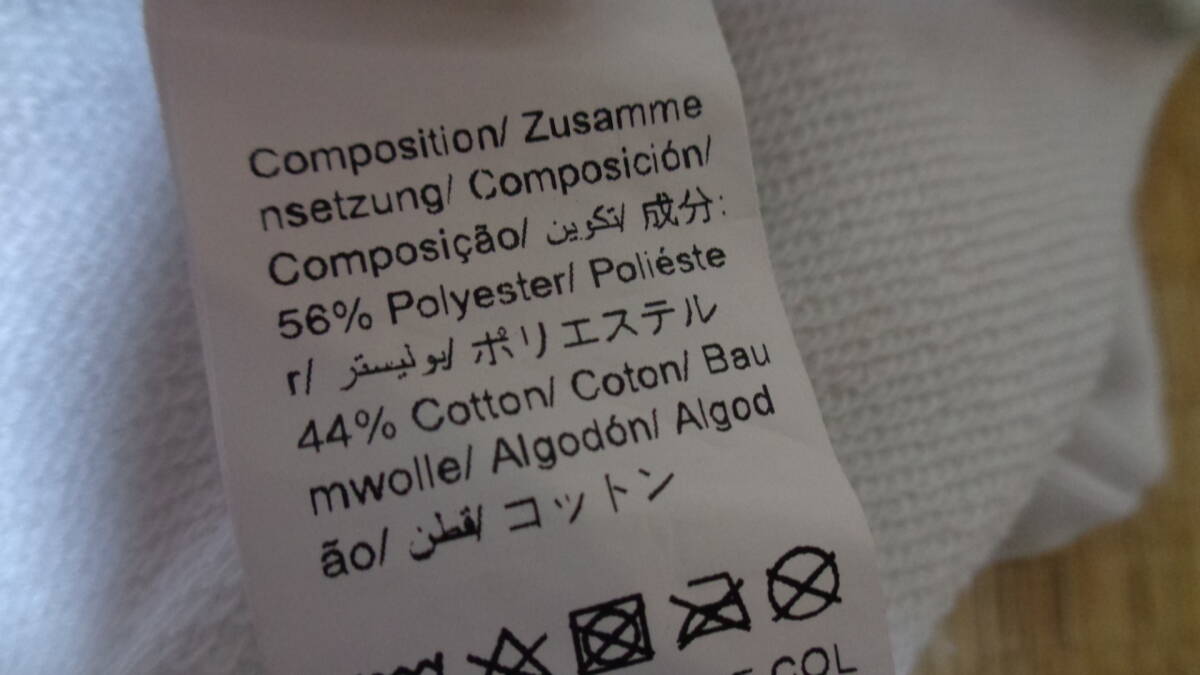 Composition/ Zusamme
nsetzung/ Composición/
Composição/ تكوين/ 成分:
56% Polyester/ Poliéste
r/ بوليستر/ ポリエステル
44% Cotton/ Coton/ Bau
mwolle/ Algodón/ Algod
ão/ قطن/ コットン
COL